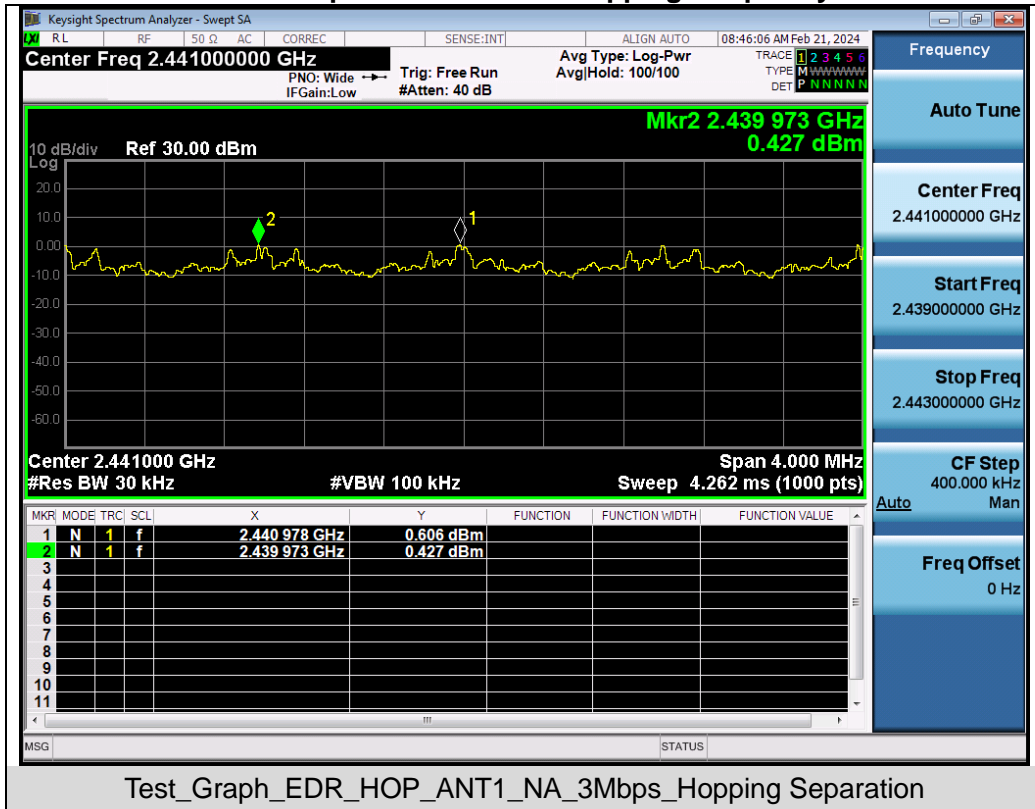 Keysight Spectrum Analyzer - Swept SA
LXI RL RF 50 Ω AC CORREC SENSE:INT ALIGN AUTO 08:46:06 AM Feb 21, 2024
Center Freq 2.441000000 GHz
PNO: Wide
IFGain:Low
Trig: Free Run
#Atten: 40 dB
Avg Type: Log-Pwr
Avg|Hold: 100/100
TRACE 1 2 3 4 5 6
TYPE M WWWWW
DET P N N N N N
Mkr2 2.439 973 GHz
0.427 dBm
10 dB/div Ref 30.00 dBm
Log
20.0
10.0
0.00
-10.0
-20.0
-30.0
-40.0
-50.0
-60.0
2
1
Center 2.441000 GHz Span 4.000 MHz
#Res BW 30 kHz #VBW 100 kHz Sweep 4.262 ms (1000 pts)
MKR MODE TRC SCL X Y FUNCTION FUNCTION WIDTH FUNCTION VALUE
1 N 1 f 2.440 978 GHz 0.606 dBm
2 N 1 f 2.439 973 GHz 0.427 dBm
3
4
5
6
7
8
9
10
11
MSG STATUS
Frequency
Auto Tune
Center Freq
2.441000000 GHz
Start Freq
2.439000000 GHz
Stop Freq
2.443000000 GHz
CF Step
400.000 kHz
Auto Man
Freq Offset
0 Hz
Test_Graph_EDR_HOP_ANT1_NA_3Mbps_Hopping Separation